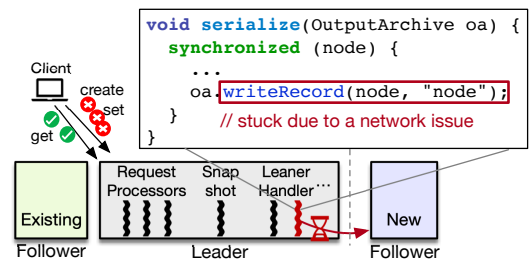 void serialize(OutputArchive oa) {
synchronized (node) {
...
oa.writeRecord(node, "node");
}
// stuck due to a network issue
}
Client
create
set
get
Request Processors
Snap shot
Leaner Handler ...
Existing
New
Follower
Leader
Follower